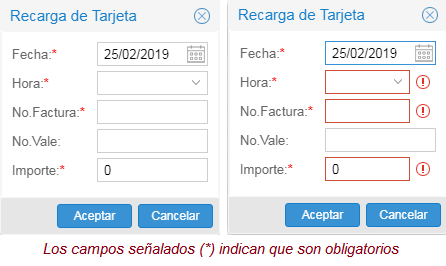 Recarga de Tarjeta
Fecha:* 25/02/2019
Hora:*
No.Factura:*
No.Vale:
Importe:* 0
Aceptar Cancelar
Recarga de Tarjeta
Fecha:* 25/02/2019
Hora:*
No.Factura:*
No.Vale:
Importe:* 0
Aceptar Cancelar
Los campos señalados (*) indican que son obligatorios